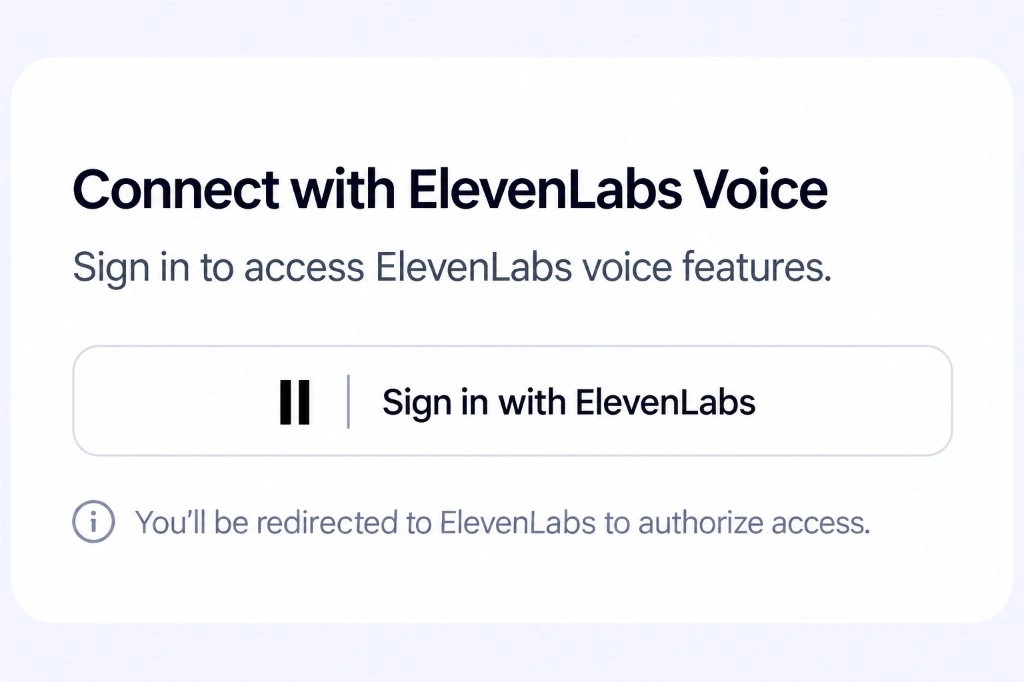 Connect with ElevenLabs Voice
Sign in to access ElevenLabs voice features.
Sign in with ElevenLabs
You’ll be redirected to ElevenLabs to authorize access.